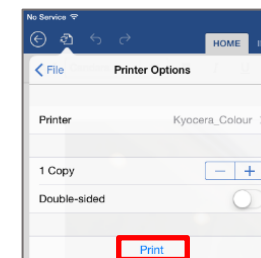 No Service
HOME
File Printer Options
Printer Kyocera_Colour
1 Copy
Double-sided
Print